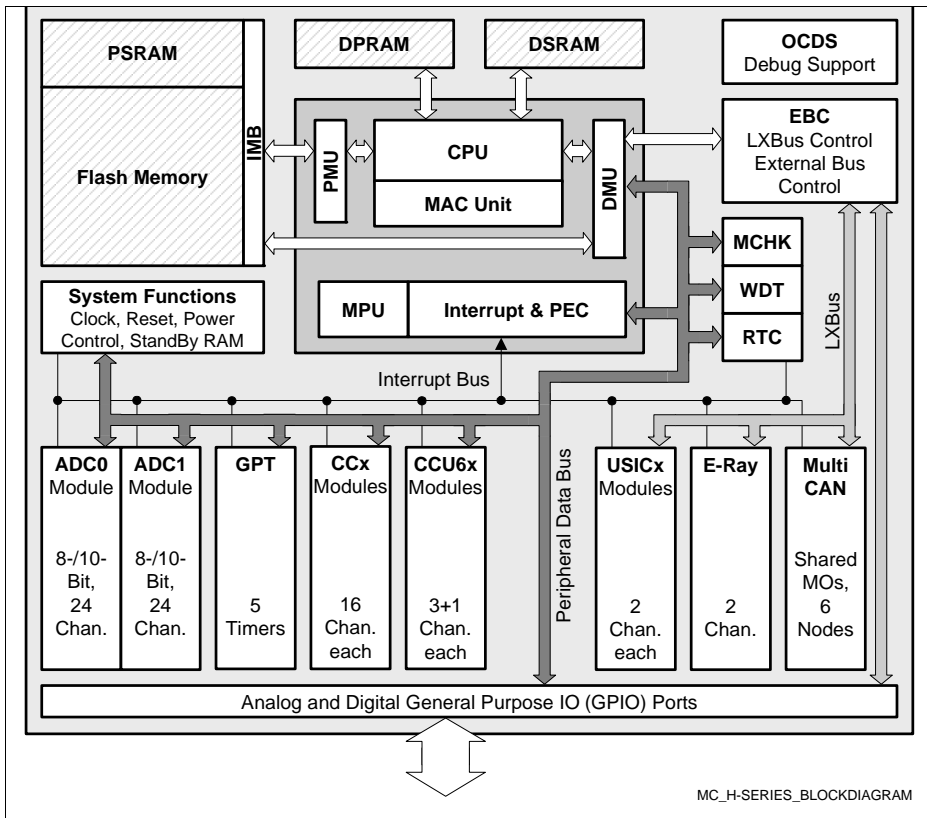 PSRAM
Flash Memory
IMB
DPRAM
DSRAM
OCDS
Debug Support
PMU
CPU
MAC Unit
DMU
EBC
LXBus Control
External Bus
Control
MCHK
WDT
RTC
LXBus
System Functions
Clock, Reset, Power
Control, StandBy RAM
MPU
Interrupt & PEC
Interrupt Bus
ADC0
Module
8-/10-
Bit,
24
Chan.
ADC1
Module
8-/10-
Bit,
24
Chan.
GPT
5
Timers
CCx
Modules
16
Chan.
each
CCU6x
Modules
3+1
Chan.
each
Peripheral Data Bus
USICx
Modules
2
Chan.
each
E-Ray
2
Chan.
Multi
CAN
Shared
MOs,
6
Nodes
Analog and Digital General Purpose IO (GPIO) Ports
MC_H-SERIES_BLOCKDIAGRAM